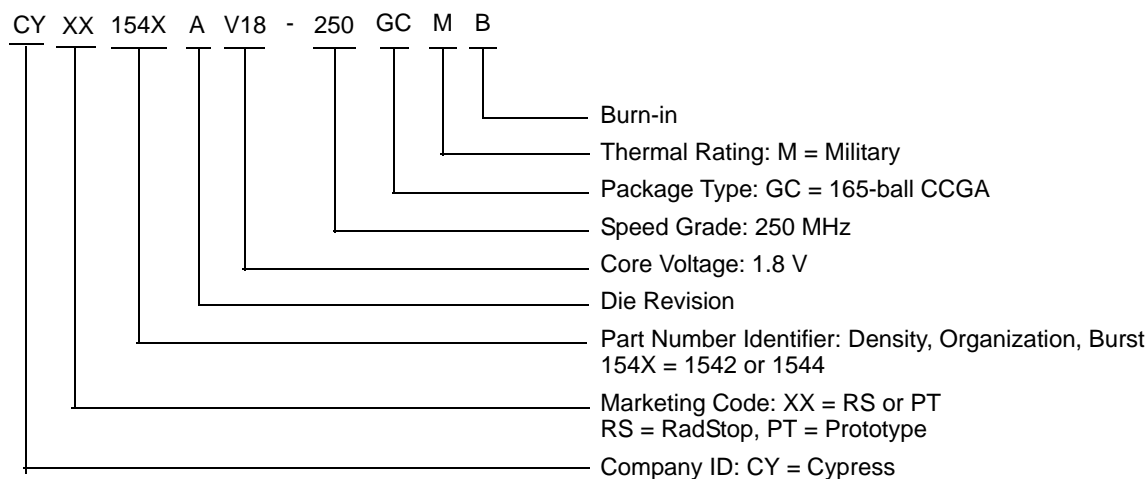 CY XX 154X A V18 - 250 GC M B
Burn-in
Thermal Rating: M = Military
Package Type: GC = 165-ball CCGA
Speed Grade: 250 MHz
Core Voltage: 1.8 V
Die Revision
Part Number Identifier: Density, Organization, Burst
154X = 1542 or 1544
Marketing Code: XX = RS or PT
RS = RadStop, PT = Prototype
Company ID: CY = Cypress